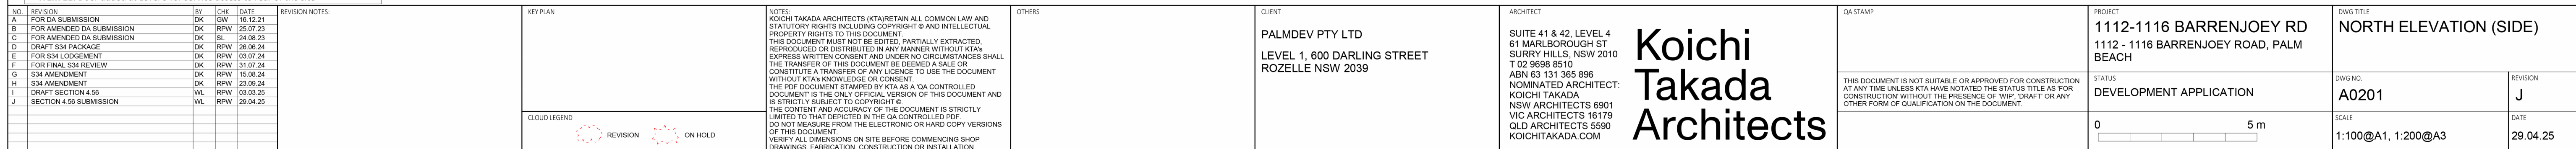 NO. REVISION BY CHK DATE
A FOR DA SUBMISSION DK GW 16.12.21
B FOR AMENDED DA SUBMISSION DK RPW 25.07.23
C FOR AMENDED DA SUBMISSION DK SL 24.08.23
D DRAFT S34 PACKAGE DK RPW 26.06.24
E FOR S34 LODGEMENT DK RPW 03.07.24
F FOR FINAL S34 REVIEW DK RPW 31.07.24
G S34 AMENDMENT DK RPW 15.08.24
H S34 AMENDMENT DK RPW 23.09.24
I DRAFT SECTION 4.56 WL RPW 03.03.25
J SECTION 4.56 SUBMISSION WL RPW 29.04.25
REVISION NOTES:
KEY PLAN
CLOUD LEGEND
REVISION ON HOLD
NOTES:
KOICHI TAKADA ARCHITECTS (KTA)RETAIN ALL COMMON LAW AND
STATUTORY RIGHTS INCLUDING COPYRIGHT © AND INTELLECTUAL
PROPERTY RIGHTS TO THIS DOCUMENT.
THIS DOCUMENT MUST NOT BE EDITED, PARTIALLY EXTRACTED,
REPRODUCED OR DISTRIBUTED IN ANY MANNER WITHOUT KTA's
EXPRESS WRITTEN CONSENT AND UNDER NO CIRCUMSTANCES SHALL
THE TRANSFER OF THIS DOCUMENT BE DEEMED A SALE OR
CONSTITUTE A TRANSFER OF ANY LICENCE TO USE THE DOCUMENT
WITHOUT KTA's KNOWLEDGE OR CONSENT.
THE PDF DOCUMENT STAMPED BY KTA AS A 'QA CONTROLLED
DOCUMENT' IS THE ONLY OFFICIAL VERSION OF THIS DOCUMENT AND
IS STRICTLY SUBJECT TO COPYRIGHT ©.
THE CONTENT AND ACCURACY OF THE DOCUMENT IS STRICTLY
LIMITED TO THAT DEPICTED IN THE QA CONTROLLED PDF.
DO NOT MEASURE FROM THE ELECTRONIC OR HARD COPY VERSIONS
OF THIS DOCUMENT.
VERIFY ALL DIMENSIONS ON SITE BEFORE COMMENCING SHOP
DRAWINGS, FABRICATION, CONSTRUCTION OR INSTALLATION
OTHERS
CLIENT
PALMDEV PTY LTD
LEVEL 1, 600 DARLING STREET
ROZELLE NSW 2039
ARCHITECT
SUITE 41 & 42, LEVEL 4
61 MARLBOROUGH ST
SURRY HILLS, NSW 2010
T 02 9698 8510
ABN 63 131 365 896
NOMINATED ARCHITECT:
KOICHI TAKADA
NSW ARCHITECTS 6901
VIC ARCHITECTS 16179
QLD ARCHITECTS 5590
KOICHITAKADA.COM
Koichi
Takada
Architects
QA STAMP
THIS DOCUMENT IS NOT SUITABLE OR APPROVED FOR CONSTRUCTION
AT ANY TIME UNLESS KTA HAVE NOTATED THE STATUS TITLE AS 'FOR
CONSTRUCTION' WITHOUT THE PRESENCE OF 'WIP', 'DRAFT' OR ANY
OTHER FORM OF QUALIFICATION ON THE DOCUMENT.
PROJECT
1112-1116 BARRENJOEY RD
1112 - 1116 BARRENJOEY ROAD, PALM
BEACH
STATUS
DEVELOPMENT APPLICATION
0 5 m
DWG TITLE
NORTH ELEVATION (SIDE)
DWG NO. REVISION
A0201 J
SCALE DATE
1:100@A1, 1:200@A3 29.04.25